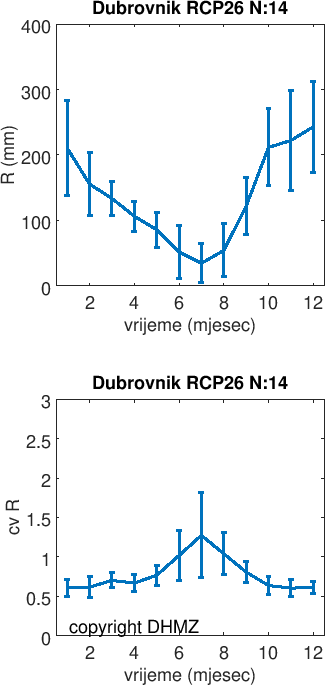 Dubrovnik RCP26 N:14
400
300
200
100
0
R (mm)
2 4 6 8 10 12
vrijeme (mjesec)
Dubrovnik RCP26 N:14
3
2.5
2
1.5
1
0.5
0
cv R
copyright DHMZ
2 4 6 8 10 12
vrijeme (mjesec)